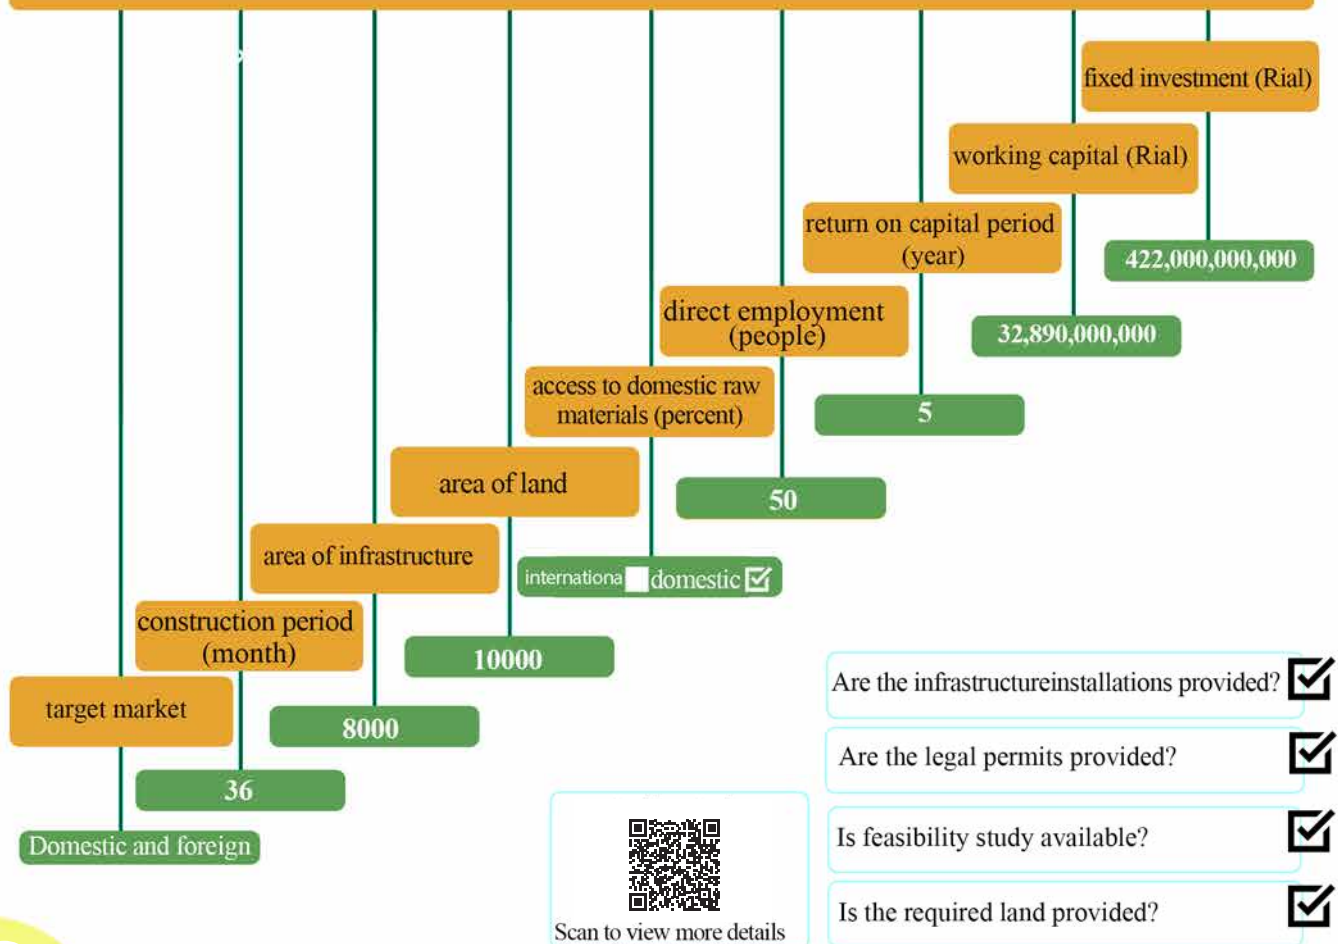 fixed investment (Rial)
422,000,000,000
working capital (Rial)
32,890,000,000
return on capital period
(year)
5
direct employment
(people)
50
access to domestic raw
materials (percent)
internationa domestic
area of land
10000
area of infrastructure
8000
construction period
(month)
36
target market
Domestic and foreign
Are the infrastructureinstallations provided?
Are the legal permits provided?
Is feasibility study available?
Is the required land provided?
Scan to view more details